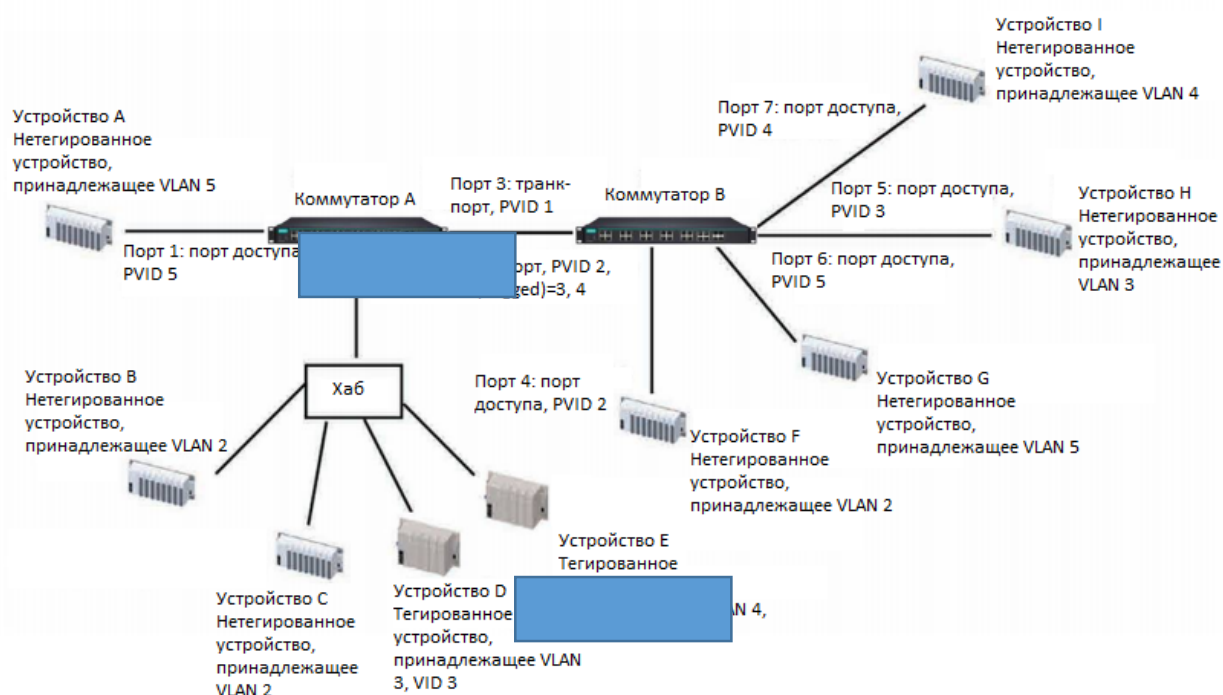 Устройство I
Нетегированное
устройство,
принадлежащее VLAN 4
Порт 7: порт доступа,
PVID 4
Устройство A
Нетегированное
устройство,
принадлежащее VLAN 5
Коммутатор A
Порт 3: транк-
порт, PVID 1
Коммутатор B
Порт 5: порт доступа,
PVID 3
Устройство H
Нетегированное
устройство,
принадлежащее
VLAN 3
Порт 1: порт доступа
PVID 5
PVID 2,
=3, 4
Порт 6: порт доступа,
PVID 5
Устройство B
Нетегированное
устройство,
принадлежащее VLAN 2
Хаб
Порт 4: порт
доступа, PVID 2
Устройство G
Нетегированное
устройство,
принадлежащее VLAN 5
Устройство F
Нетегированное
устройство,
принадлежащее VLAN 2
Устройство E
Тегированное
4,
Устройство C
Нетегированное
устройство,
принадлежащее
VLAN 2
Устройство D
Тегированное
устройство,
принадлежащее VLAN
3, VID 3